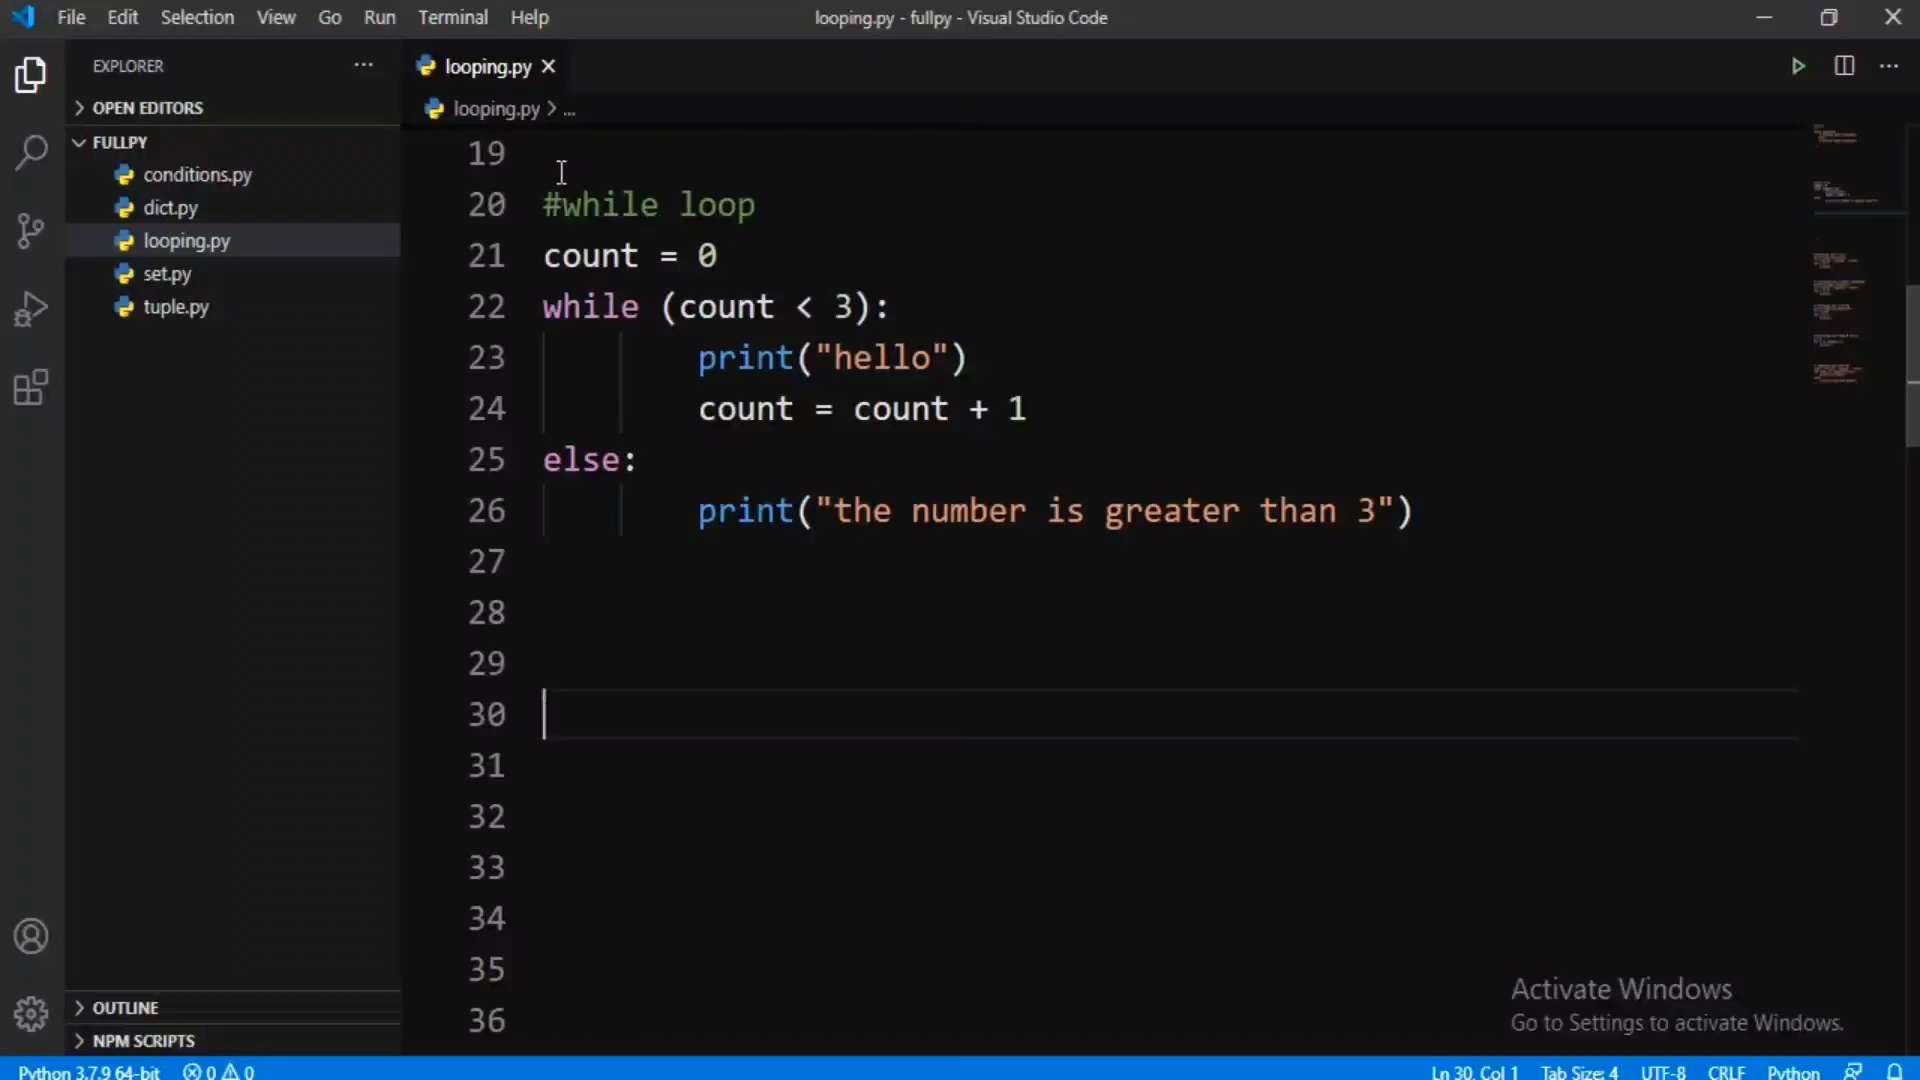 File Edit Selection View Go Run Terminal Help looping.py - fullpy - Visual Studio Code
EXPLORER
looping.py
OPEN EDITORS
looping.py > ...
FULLPY
conditions.py
dict.py
looping.py
set.py
tuple.py
19
20 #while loop
21 count = 0
22 while (count < 3):
23 print("hello")
24 count = count + 1
25 else:
26 print("the number is greater than 3")
27
28
29
30
31
32
33
34
35
36
OUTLINE
NPM SCRIPTS
Activate Windows
Go to Settings to activate Windows.
Python 3.7.9 64-bit 0 0 Ln 30, Col 1 Tab Size: 4 UTF-8 CRLF Python